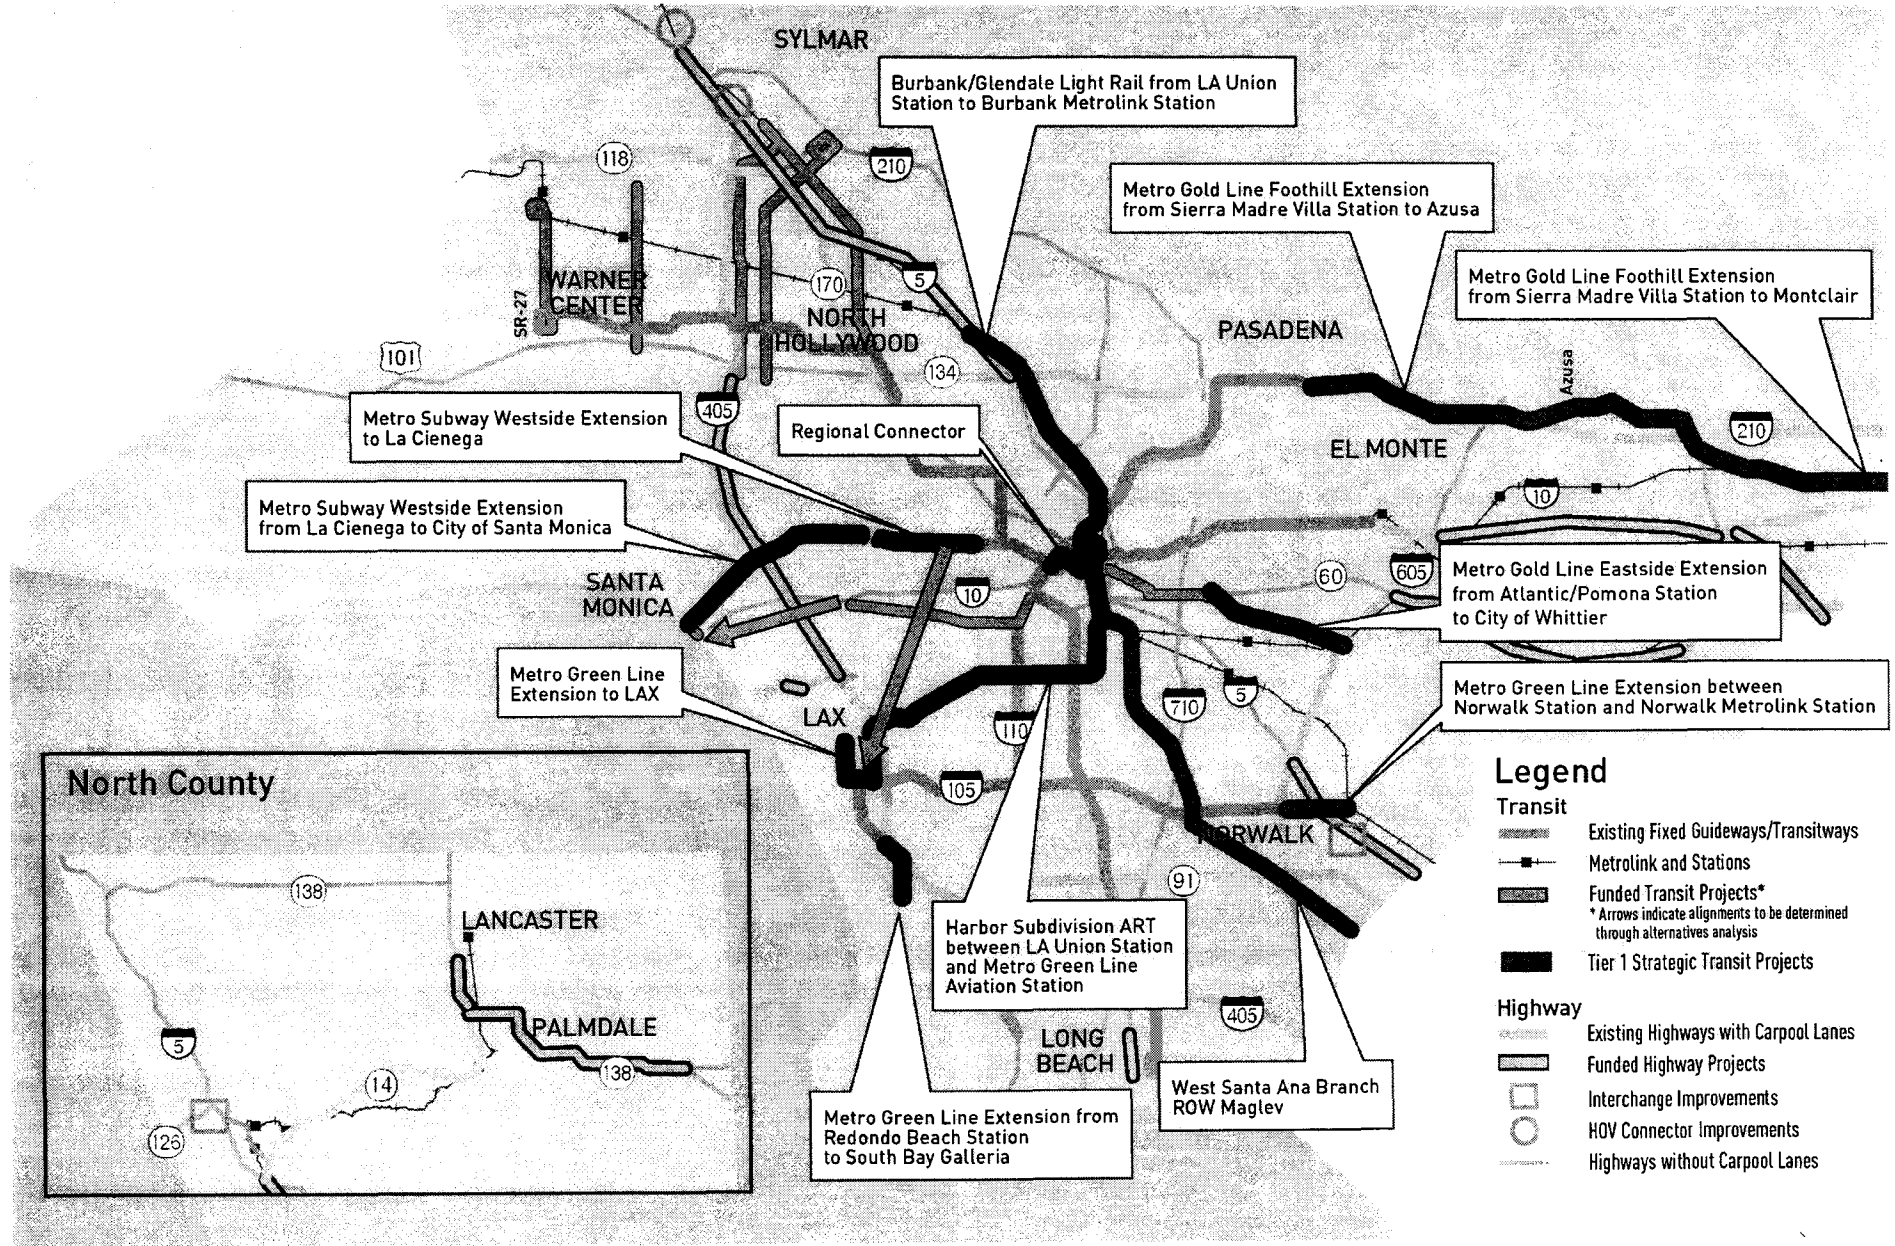 SYLMAR
Burbank/Glendale Light Rail from LA Union
Station to Burbank Metrolink Station
118
210
Metro Gold Line Foothill Extension
from Sierra Madre Villa Station to Azusa
Metro Gold Line Foothill Extension
from Sierra Madre Villa Station to Montclair
WARNER
CENTER
SR-27
170
5
NORTH
HOLLYWOOD
PASADENA
101
134
Azusa
405
Metro Subway Westside Extension
to La Cienega
Regional Connector
210
EL MONTE
10
Metro Subway Westside Extension
from La Cienega to City of Santa Monica
SANTA
MONICA
10
60
605
Metro Gold Line Eastside Extension
from Atlantic/Pomona Station
to City of Whittier
Metro Green Line
Extension to LAX
LAX
110
710
5
Metro Green Line Extension between
Norwalk Station and Norwalk Metrolink Station
105
NORWALK
91
Harbor Subdivision ART
between LA Union Station
and Metro Green Line
Aviation Station
405
LONG
BEACH
West Santa Ana Branch
ROW Maglev
Metro Green Line Extension from
Redondo Beach Station
to South Bay Galleria
North County
138
LANCASTER
PALMDALE
5
138
14
126
Legend
Transit
Existing Fixed Guideways/Transitways
Metrolink and Stations
Funded Transit Projects*
* Arrows indicate alignments to be determined
through alternatives analysis
Tier 1 Strategic Transit Projects
Highway
Existing Highways with Carpool Lanes
Funded Highway Projects
Interchange Improvements
HOV Connector Improvements
Highways without Carpool Lanes